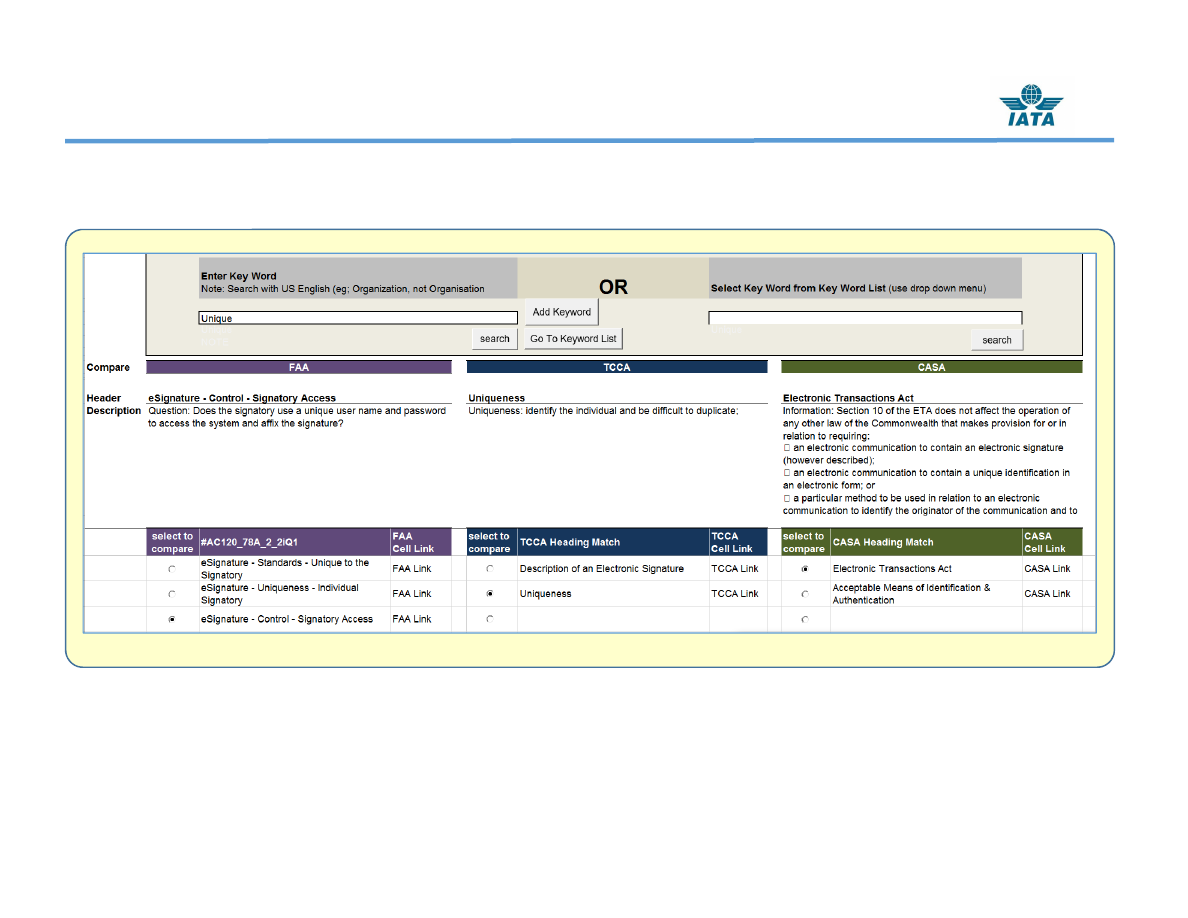 IATA
Enter Key Word
Note: Search with US English (eg; Organization, not Organisation
OR
Select Key Word from Key Word List (use drop down menu)
Unique
Add Keyword
search
Go To Keyword List
search
Compare
FAA
TCCA
CASA
Header
eSignature - Control - Signatory Access
Uniqueness
Electronic Transactions Act
Description
Question: Does the signatory use a unique user name and password
to access the system and affix the signature?
Uniqueness: identify the individual and be difficult to duplicate;
Information: Section 10 of the ETA does not affect the operation of
any other law of the Commonwealth that makes provision for or in
relation to requiring:
□ an electronic communication to contain an electronic signature
(however described);
□ an electronic communication to contain a unique identification in
an electronic form; or
□ a particular method to be used in relation to an electronic
communication to identify the originator of the communication and to
select to
compare
#AC120_78A_2_2iQ1
FAA
Cell Link
select to
compare
TCCA Heading Match
TCCA
Cell Link
select to
compare
CASA Heading Match
CASA
Cell Link
eSignature - Standards - Unique to the
Signatory
FAA Link
Description of an Electronic Signature
TCCA Link
Electronic Transactions Act
CASA Link
eSignature - Uniqueness - Individual
Signatory
FAA Link
Uniqueness
TCCA Link
Acceptable Means of Identification &
Authentication
CASA Link
eSignature - Control - Signatory Access
FAA Link